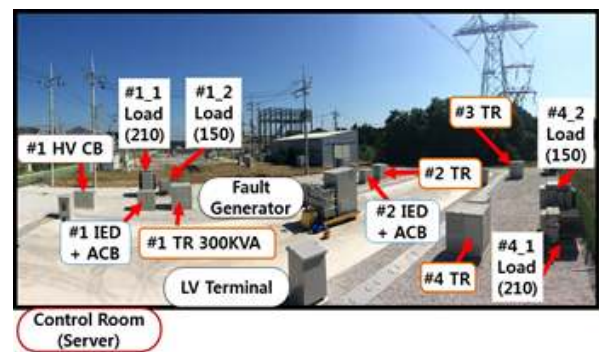 #1_1
Load
(210)
#1_2
Load
(150)
#3 TR
#4_2
Load
(150)
#1 HV CB
Fault
Generator
#2 TR
#1 IED
+ ACB
#1 TR 300KVA
#2 IED
+ ACB
#4 TR
#4_1
Load
(210)
LV Terminal
Control Room
(Server)